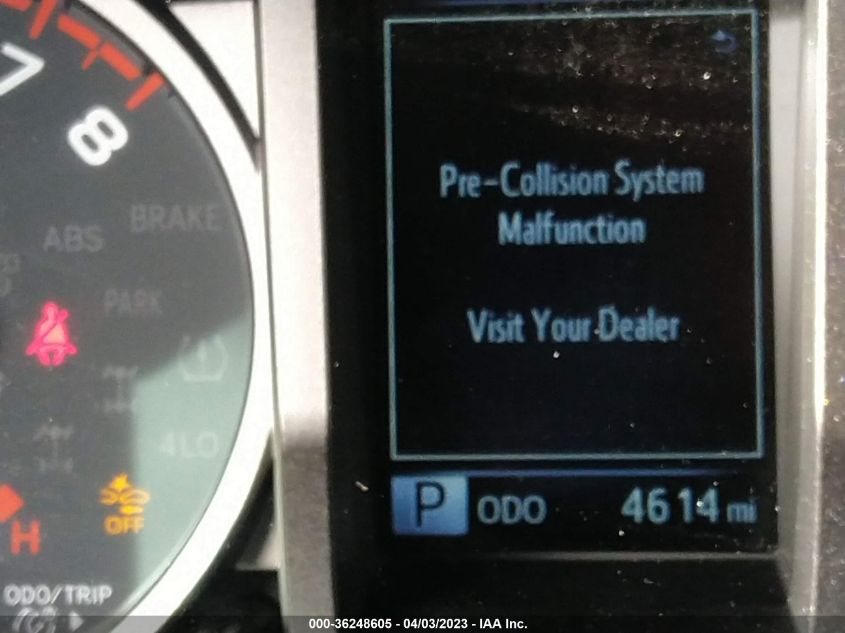 7
8
ABS
BRAKE
PARK
4LO
OFF
H
ODO/TRIP
Pre-Collision System
Malfunction
Visit Your Dealer
P ODO 4614 mi
000-36248605 - 04/03/2023 - IAA Inc.